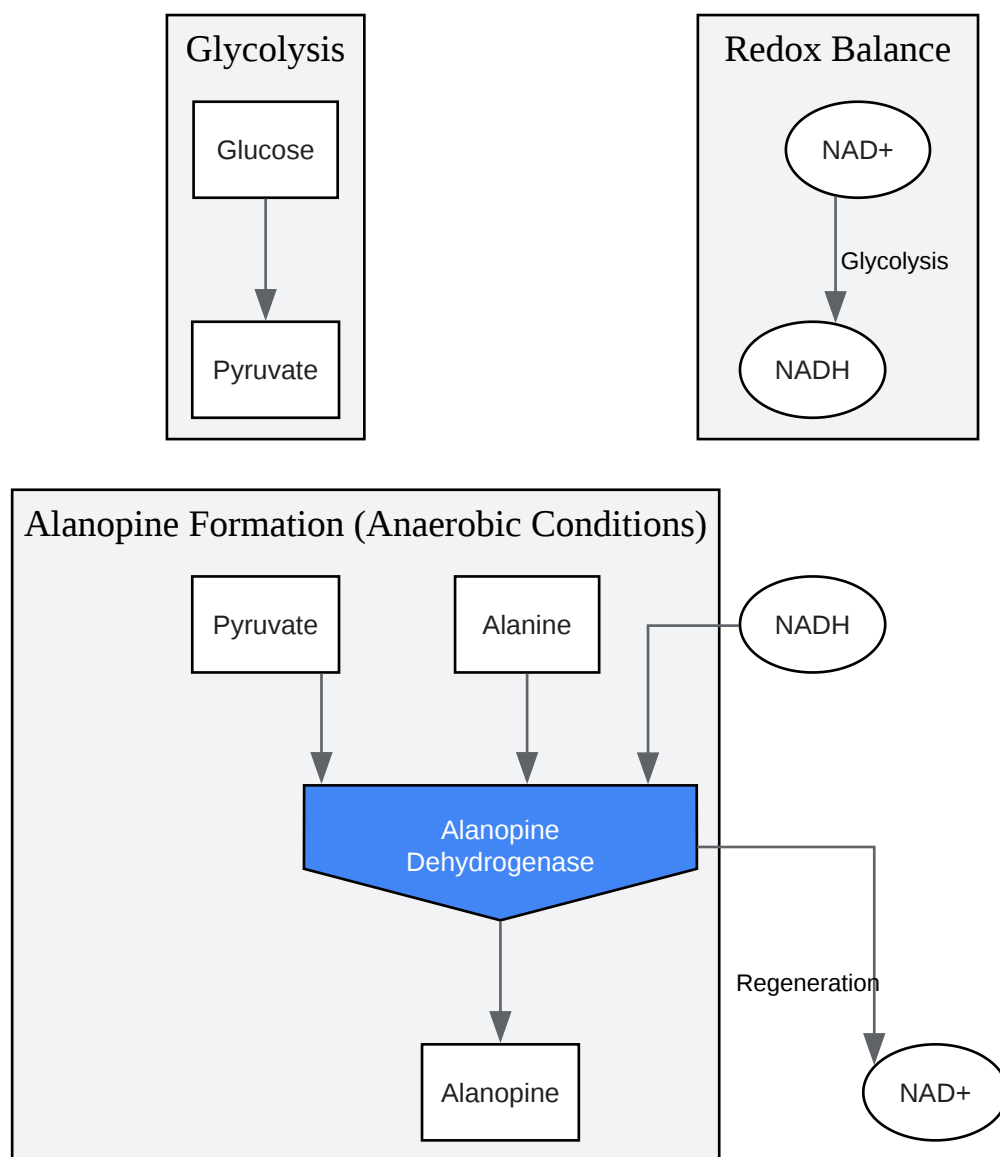 Glycolysis
Redox Balance
Glucose
NAD+
Glycolysis
Pyruvate
NADH
Alanopine Formation (Anaerobic Conditions)
Pyruvate
Alanine
NADH
Alanopine
Dehydrogenase
Regeneration
Alanopine
NAD+